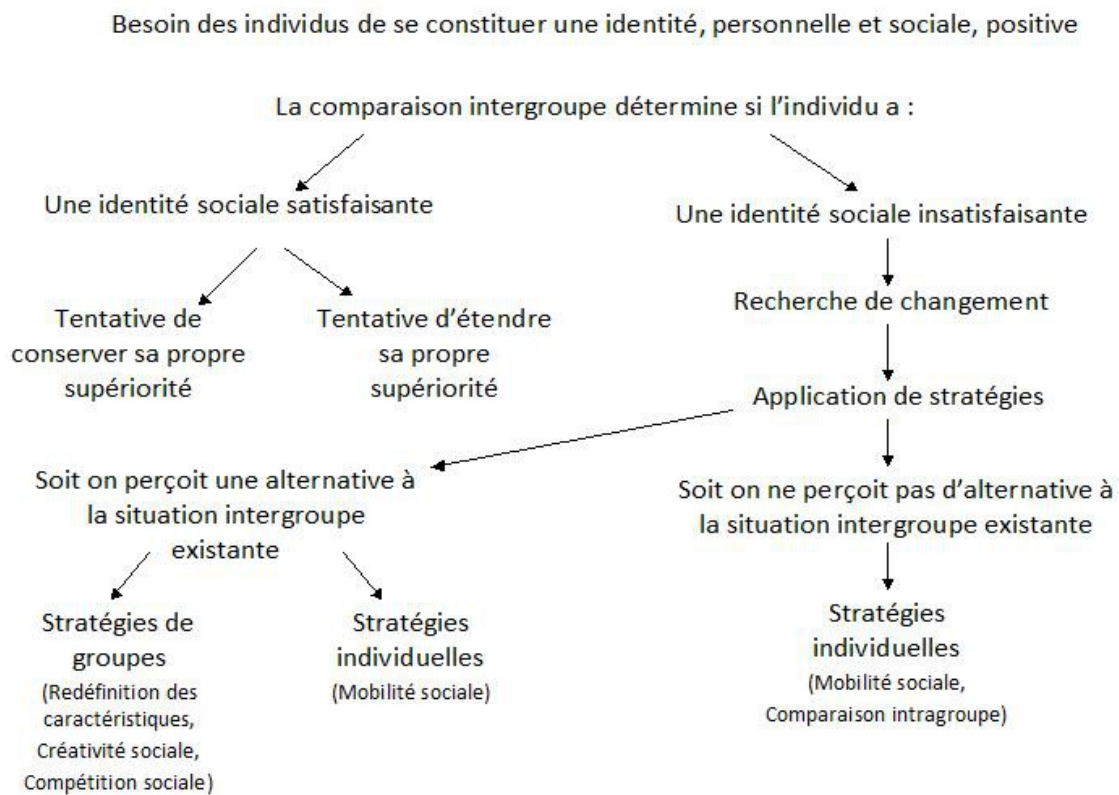 Besoin des individus de se constituer une identité, personnelle et sociale, positive
La comparaison intergroupe détermine si l'individu a :
Une identité sociale satisfaisante
Une identité sociale insatisfaisante
Tentative de
conserver sa propre
supériorité
Tentative d'étendre
sa propre
supériorité
Recherche de changement
Application de stratégies
Soit on perçoit une alternative à
la situation intergroupe
existante
Soit on ne perçoit pas d'alternative à
la situation intergroupe existante
Stratégies de
groupes
(Redéfinition des
caractéristiques,
Créativité sociale,
Compétition sociale)
Stratégies
individuelles
(Mobilité sociale)
Stratégies
individuelles
(Mobilité sociale,
Comparaison intragroupe)